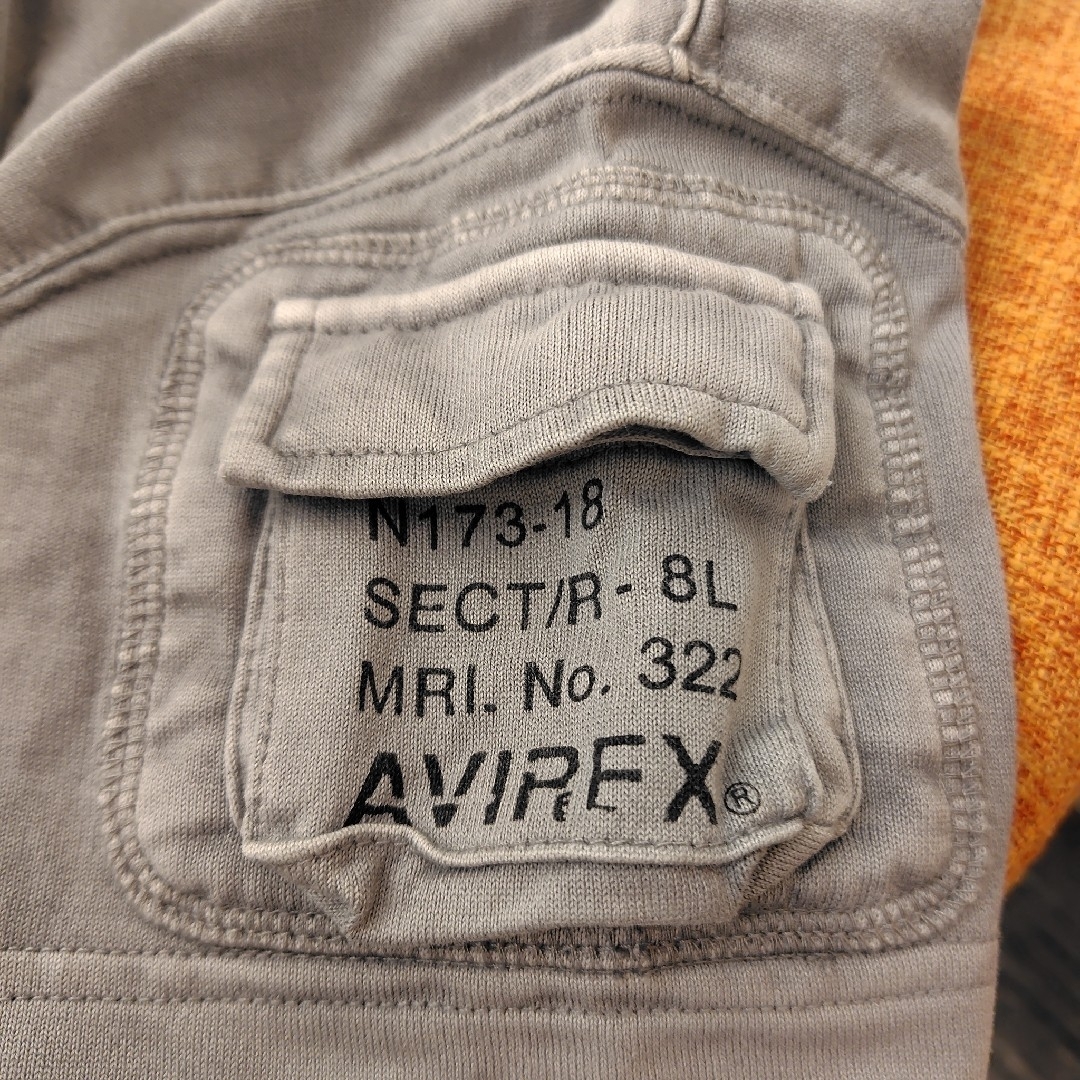 N173-18
SECT/R- 8L
MRI. No. 322
AVIREX®